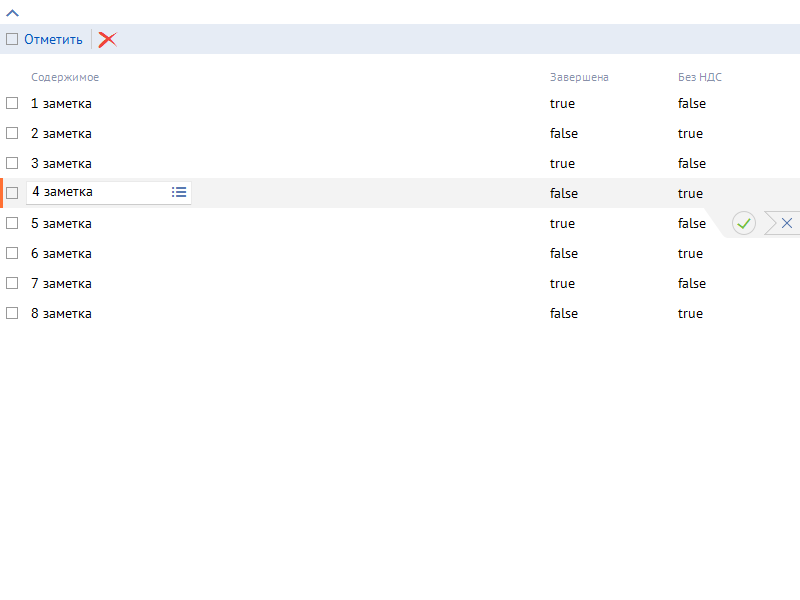 Отметить
Содержимое Завершена Без НДС
1 заметка true false
2 заметка false true
3 заметка true false
4 заметка false true
5 заметка true false
6 заметка false true
7 заметка true false
8 заметка false true